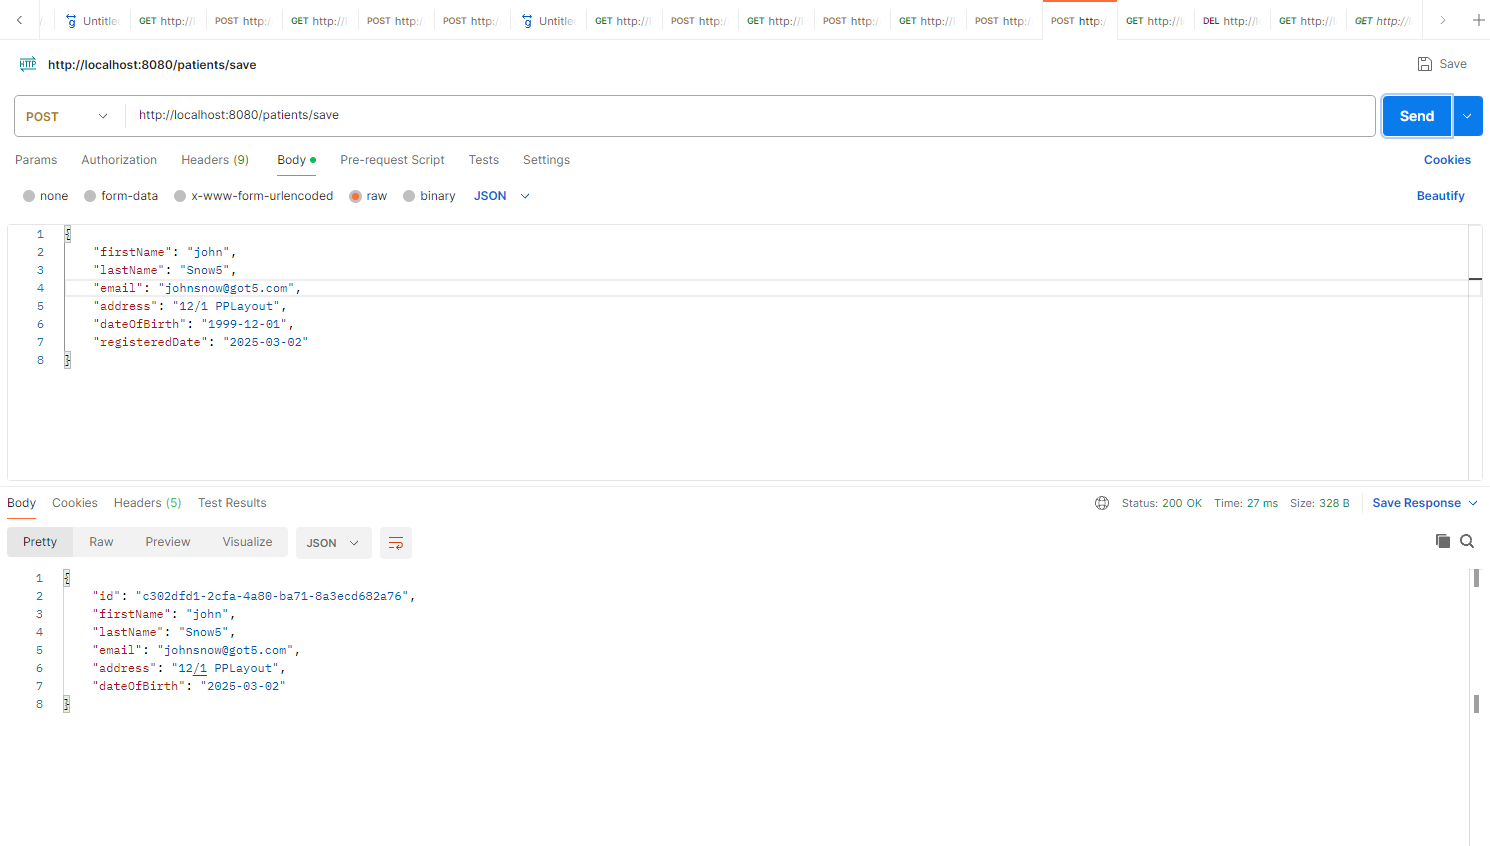 Untitle GET http://l POST http:/ GET http://l POST http:/ POST http:/ Untitle GET http://l POST http:/ GET http://l POST http:/ GET http://l POST http:/ POST http:/ GET http://l DEL http://l GET http://l GET http://l
HTTP http://localhost:8080/patients/save Save
POST http://localhost:8080/patients/save Send
Params Authorization Headers (9) Body Pre-request Script Tests Settings Cookies
none form-data x-www-form-urlencoded raw binary JSON Beautify
1 {
2 "firstName": "john",
3 "lastName": "Snow5",
4 "email": "johnsnow@got5.com",
5 "address": "12/1 PPLayout",
6 "dateOfBirth": "1999-12-01",
7 "registeredDate": "2025-03-02"
8 }
Body Cookies Headers (5) Test Results Status: 200 OK Time: 27 ms Size: 328 B Save Response
Pretty Raw Preview Visualize JSON
1 {
2 "id": "c302dfd1-2cfa-4a80-ba71-8a3ecd682a76",
3 "firstName": "john",
4 "lastName": "Snow5",
5 "email": "johnsnow@got5.com",
6 "address": "12/1 PPLayout",
7 "dateOfBirth": "2025-03-02"
8 }